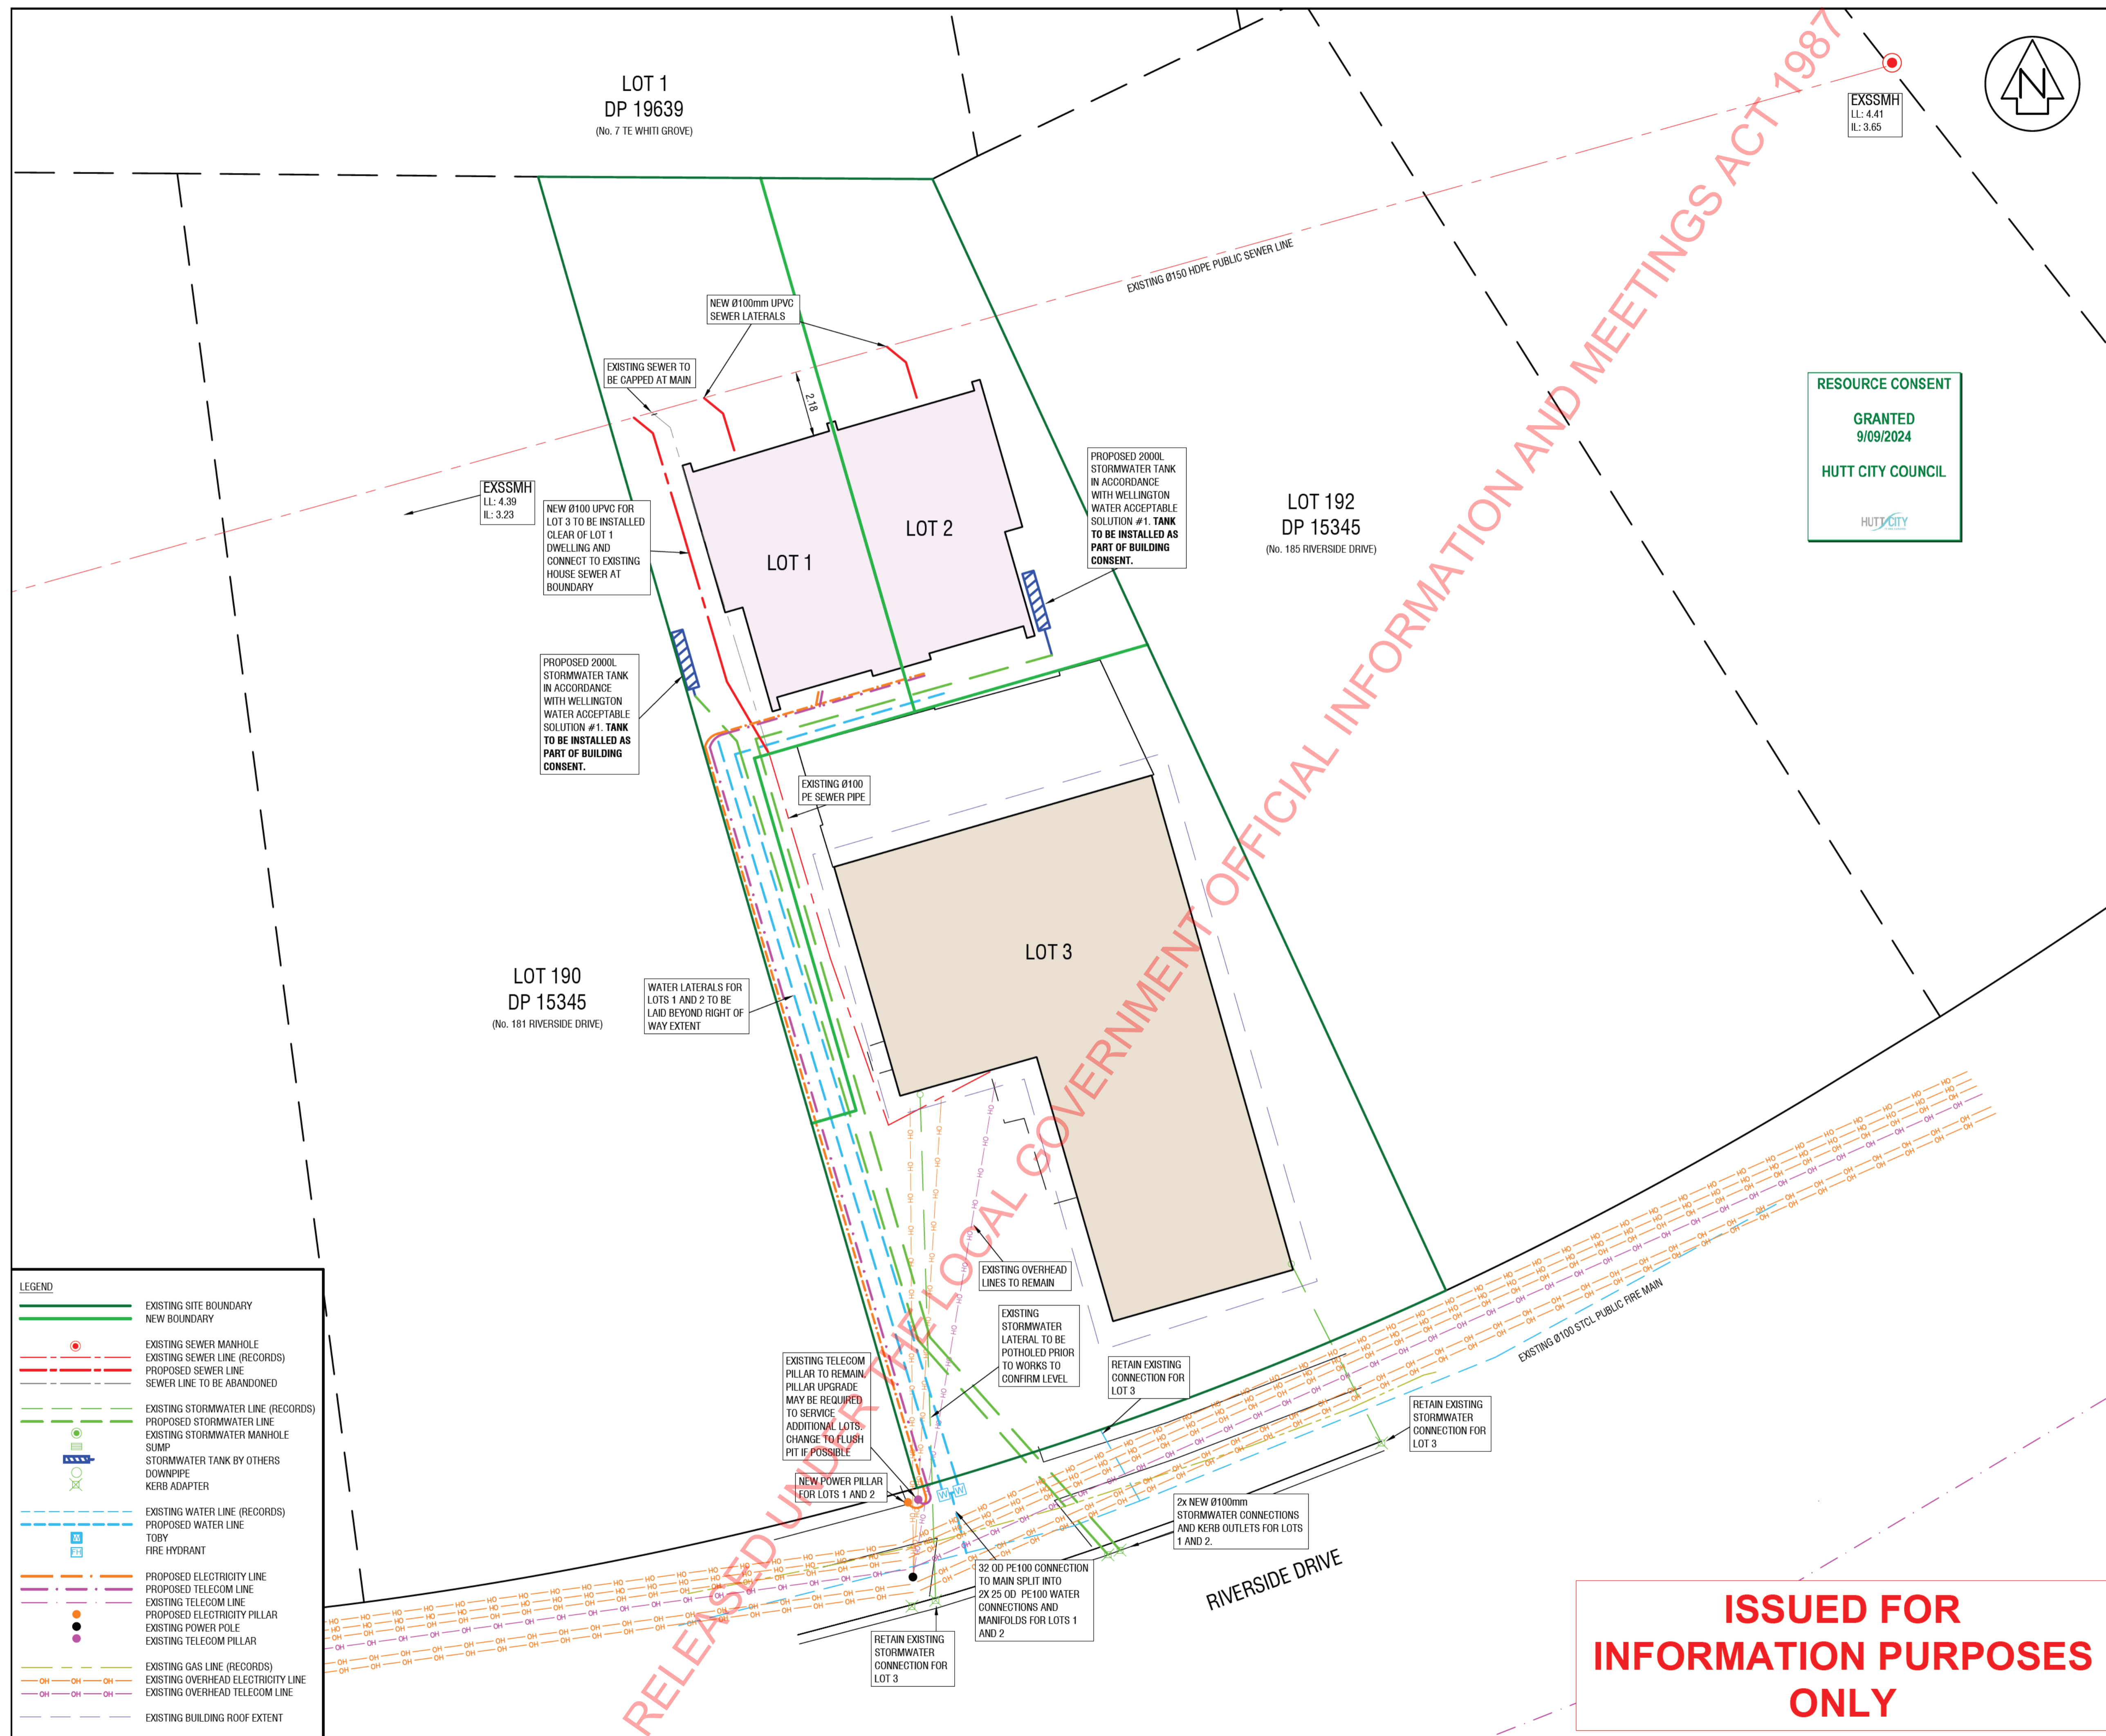 LOT 1
DP 19639
(No. 7 TE WHITI GROVE)
N
EXSSMH
LL: 4.41
IL: 3.65
EXISTING Ø150 HDPE PUBLIC SEWER LINE
NEW Ø100mm UPVC
SEWER LATERALS
EXISTING SEWER TO
BE CAPPED AT MAIN
2.18
RESOURCE CONSENT
GRANTED
9/09/2024
HUTT CITY COUNCIL
HUTT CITY
EXSSMH
LL: 4.39
IL: 3.23
NEW Ø100 UPVC FOR
LOT 3 TO BE INSTALLED
CLEAR OF LOT 1
DWELLING AND
CONNECT TO EXISTING
HOUSE SEWER AT
BOUNDARY
LOT 1
LOT 2
PROPOSED 2000L
STORMWATER TANK
IN ACCORDANCE
WITH WELLINGTON
WATER ACCEPTABLE
SOLUTION #1. TANK
TO BE INSTALLED AS
PART OF BUILDING
CONSENT.
LOT 192
DP 15345
(No. 185 RIVERSIDE DRIVE)
PROPOSED 2000L
STORMWATER TANK
IN ACCORDANCE
WITH WELLINGTON
WATER ACCEPTABLE
SOLUTION #1. TANK
TO BE INSTALLED AS
PART OF BUILDING
CONSENT.
EXISTING Ø100
PE SEWER PIPE
LOT 3
LOT 190
DP 15345
(No. 181 RIVERSIDE DRIVE)
WATER LATERALS FOR
LOTS 1 AND 2 TO BE
LAID BEYOND RIGHT OF
WAY EXTENT
EXISTING OVERHEAD
LINES TO REMAIN
EXISTING
STORMWATER
LATERAL TO BE
POTHOLED PRIOR
TO WORKS TO
CONFIRM LEVEL
EXISTING TELECOM
PILLAR TO REMAIN.
PILLAR UPGRADE
MAY BE REQUIRED
TO SERVICE
ADDITIONAL LOTS.
CHANGE TO FLUSH
PIT IF POSSIBLE
NEW POWER PILLAR
FOR LOTS 1 AND 2
RETAIN EXISTING
CONNECTION FOR
LOT 3
EXISTING Ø100 STCL PUBLIC FIRE MAIN
RETAIN EXISTING
STORMWATER
CONNECTION FOR
LOT 3
2x NEW Ø100mm
STORMWATER CONNECTIONS
AND KERB OUTLETS FOR LOTS
1 AND 2.
32 OD PE100 CONNECTION
TO MAIN SPLIT INTO
2X 25 OD PE100 WATER
CONNECTIONS AND
MANIFOLDS FOR LOTS 1
AND 2
RETAIN EXISTING
STORMWATER
CONNECTION FOR
LOT 3
RIVERSIDE DRIVE
LEGEND
EXISTING SITE BOUNDARY
NEW BOUNDARY
EXISTING SEWER MANHOLE
EXISTING SEWER LINE (RECORDS)
PROPOSED SEWER LINE
SEWER LINE TO BE ABANDONED
EXISTING STORMWATER LINE (RECORDS)
PROPOSED STORMWATER LINE
EXISTING STORMWATER MANHOLE
SUMP
STORMWATER TANK BY OTHERS
DOWNPIPE
KERB ADAPTER
EXISTING WATER LINE (RECORDS)
PROPOSED WATER LINE
TOBY
FIRE HYDRANT
PROPOSED ELECTRICITY LINE
PROPOSED TELECOM LINE
EXISTING TELECOM LINE
PROPOSED ELECTRICITY PILLAR
EXISTING POWER POLE
EXISTING TELECOM PILLAR
EXISTING GAS LINE (RECORDS)
OH OH OH EXISTING OVERHEAD ELECTRICITY LINE
OH OH OH EXISTING OVERHEAD TELECOM LINE
EXISTING BUILDING ROOF EXTENT
ISSUED FOR
INFORMATION PURPOSES
ONLY
RELEASED UNDER THE LOCAL GOVERNMENT OFFICIAL INFORMATION AND MEETINGS ACT 1987